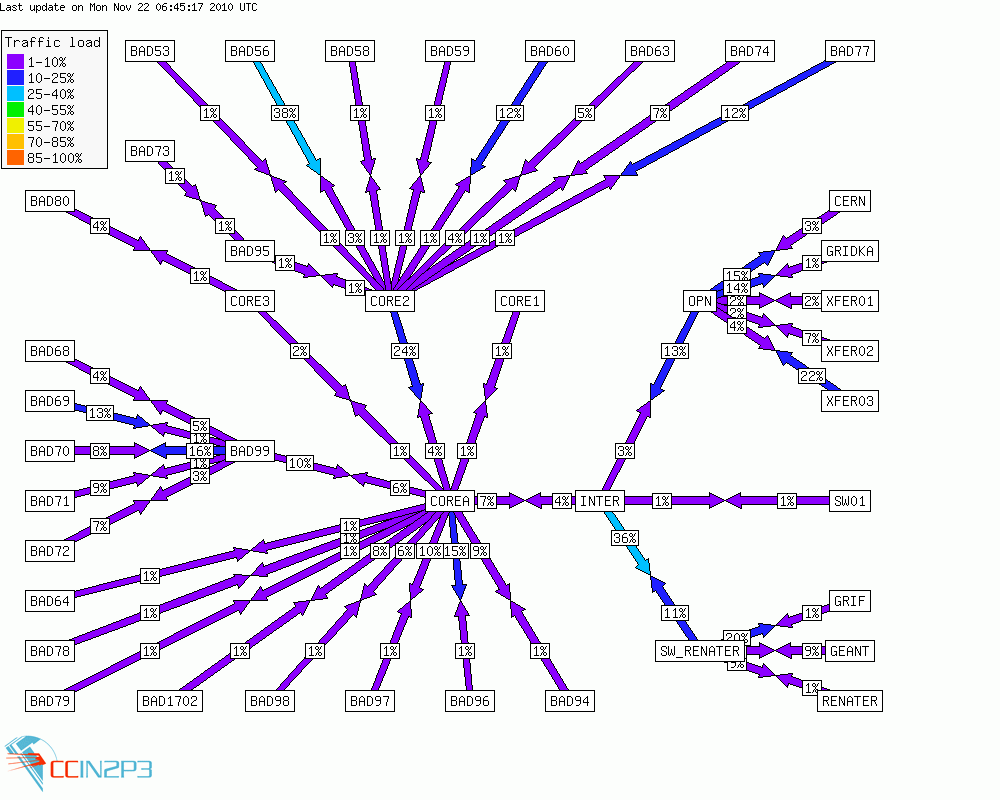 Last update on Mon Nov 22 06:45:17 2010 UTC
Traffic load
1-10%
10-25%
25-40%
40-55%
55-70%
70-85%
85-100%
BAD53 BAD56 BAD58 BAD59 BAD60 BAD63 BAD74 BAD77
1% 38% 1% 1% 12% 5% 7% 12%
BAD73
1%
BAD80 CERN
4% 1% 3%
1% 3% 1% 1% 1% 4% 1% 1%
BAD95 GRIDKA
1% 1%
1% 15%
1% 14%
CORE3 CORE2 CORE1 OPN 2% 2% XFER01
2%
4% 7%
BAD68 2% 24% 1% 13% XFER02
4% 22%
BAD69 XFER03
13%
5%
1%
BAD70 8% 16% BAD99 1% 4% 1% 3%
1% 10%
3%
9% 6%
BAD71 COREA 7% 4% INTER 1% 1% SW01
7% 1%
1% 36%
BAD72 1% 8% 6% 10% 15% 9%
1%
BAD64 GRIF
1% 11% 1%
20%
BAD78 1% 1% 1% 1% 1% 1% SW_RENATER 9% GEANT
9%
1%
BAD79 BAD1702 BAD98 BAD97 BAD96 BAD94 RENATER
CCIN2P3